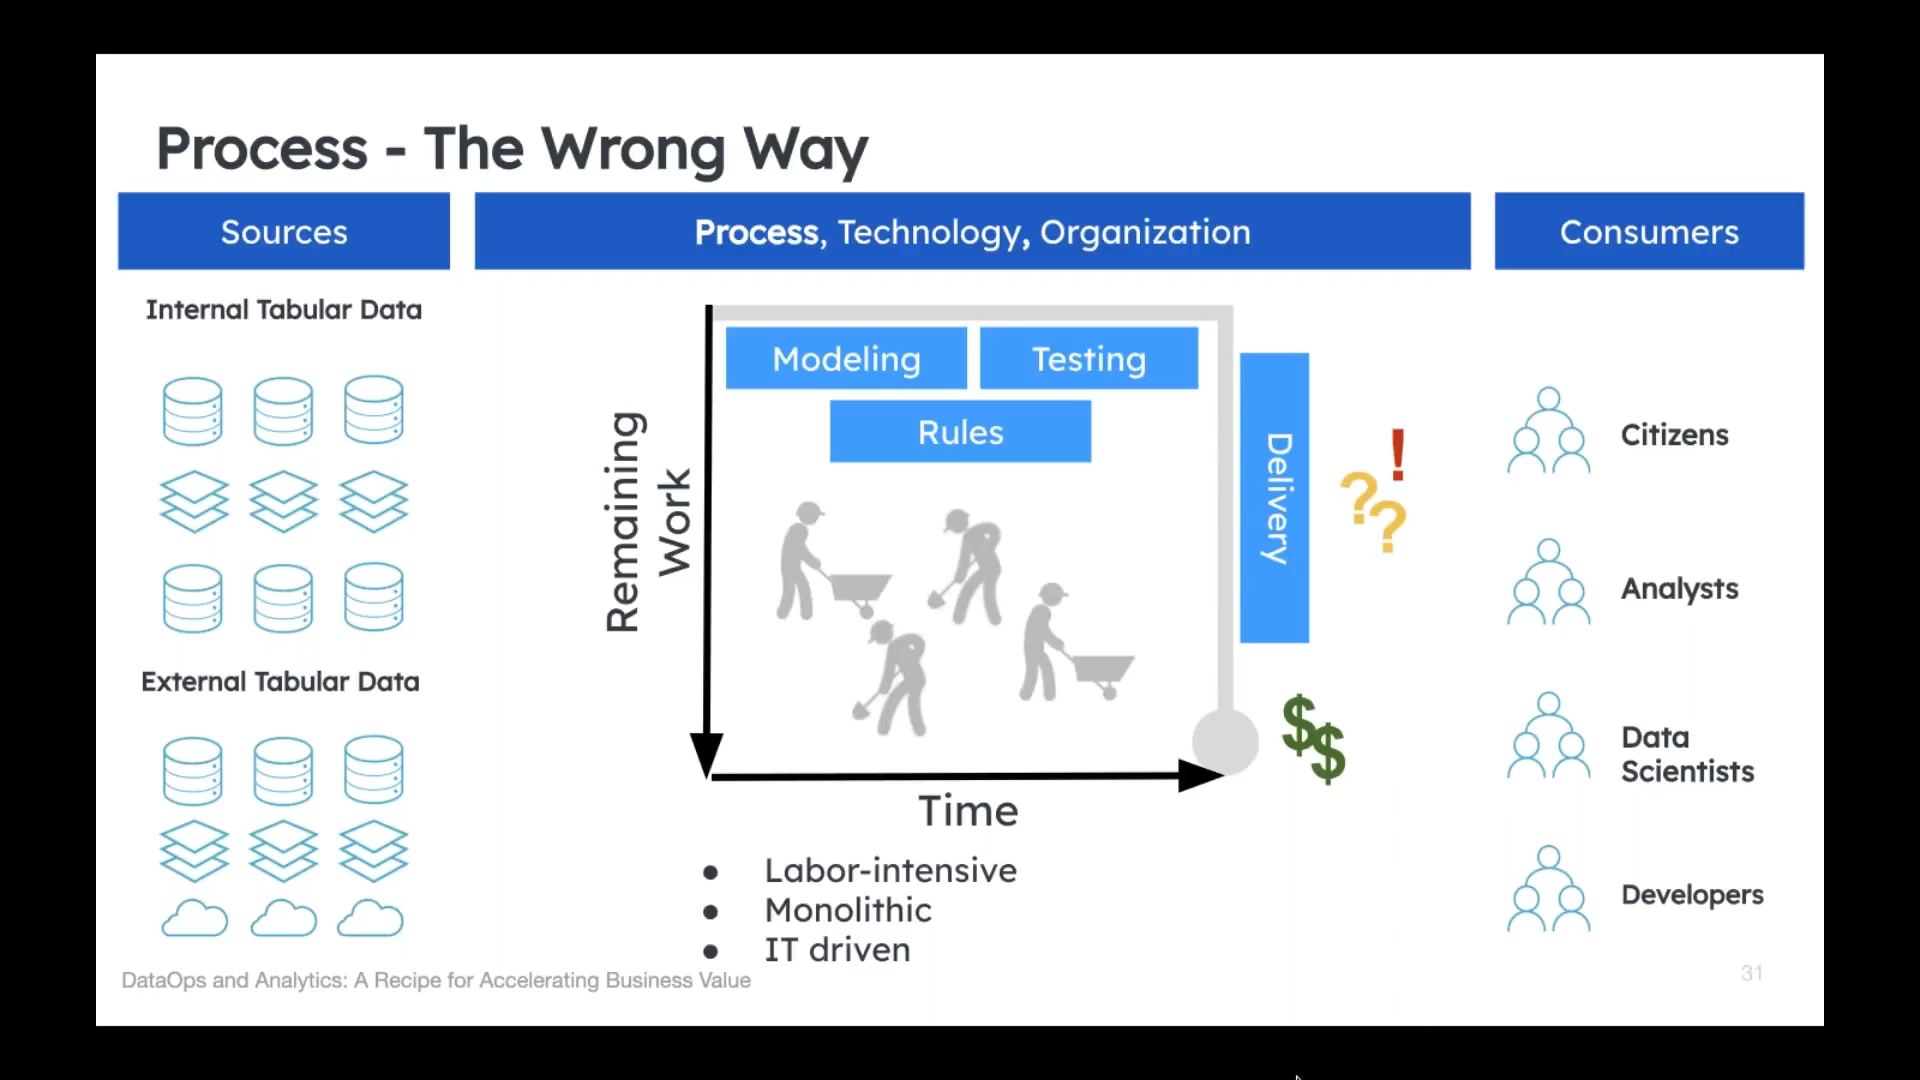 Process - The Wrong Way
Sources
Process, Technology, Organization
Consumers
Internal Tabular Data
External Tabular Data
Remaining
Work
Modeling
Testing
Rules
Delivery
!
??
$$
Time
Labor-intensive
Monolithic
IT driven
Citizens
Analysts
Data
Scientists
Developers
DataOps and Analytics: A Recipe for Accelerating Business Value
31